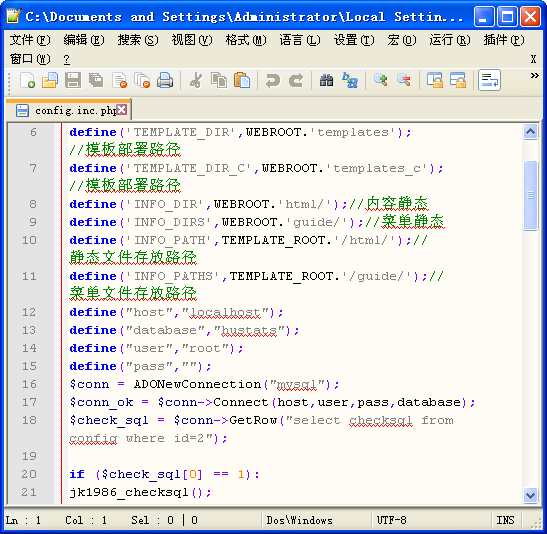 C:\Documents and Settings\Administrator\Local Settin...
文件(F) 编辑(E) 搜索(S) 视图(V) 格式(M) 语言(L) 设置(T) 宏(O) 运行(R) 插件(P)
窗口(W) ? X
config.inc.php
6 define('TEMPLATE_DIR',WEBROOT.'templates');
//模板部署路径
7 define('TEMPLATE_DIR_C',WEBROOT.'templates_c');
//模板部署路径
8 define('INFO_DIR',WEBROOT.'html/');//内容静态
9 define('INFO_DIRS',WEBROOT.'guide/');//菜单静态
10 define('INFO_PATH',TEMPLATE_ROOT.'/html/');//
静态文件存放路径
11 define('INFO_PATHS',TEMPLATE_ROOT.'/guide/');//
菜单文件存放路径
12 define("host","localhost");
13 define("database","hustats");
14 define("user","root");
15 define("pass","");
16 $conn = ADONewConnection("mysql");
17 $conn_ok = $conn->Connect(host,user,pass,database);
18 $check_sql = $conn->GetRow("select checksql from
config where id=2");
19
20 if ($check_sql[0] == 1):
21 jk1986_checksql();
Ln : 1 Col : 1 Sel : 0 | 0 Dos\Windows UTF-8 INS